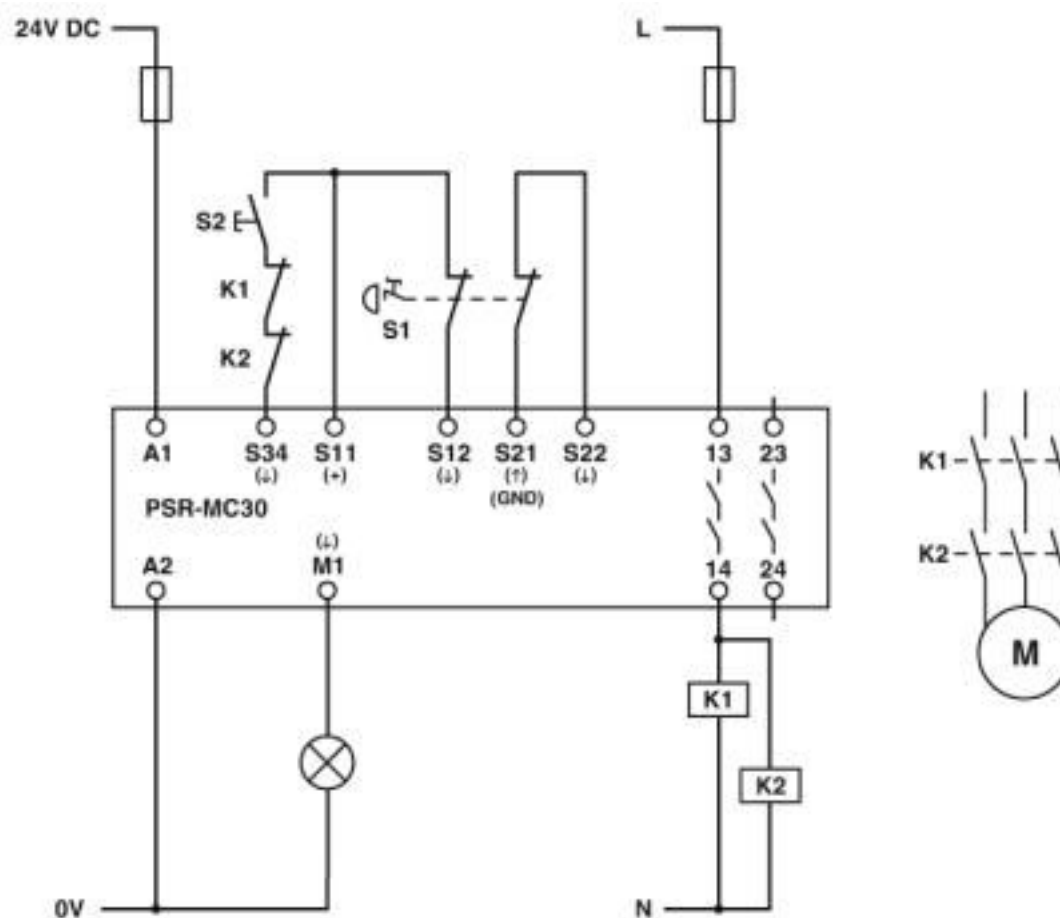 24V DC
L
S2
K1
S1
K2
A1
S34
S11
S12
S21
S22
13
23
(↓)
(+)
(↓)
(↑)
(↓)
(GND)
PSR-MC30
(↓)
A2
M1
14
24
K1
K2
M
K1
K2
0V
N